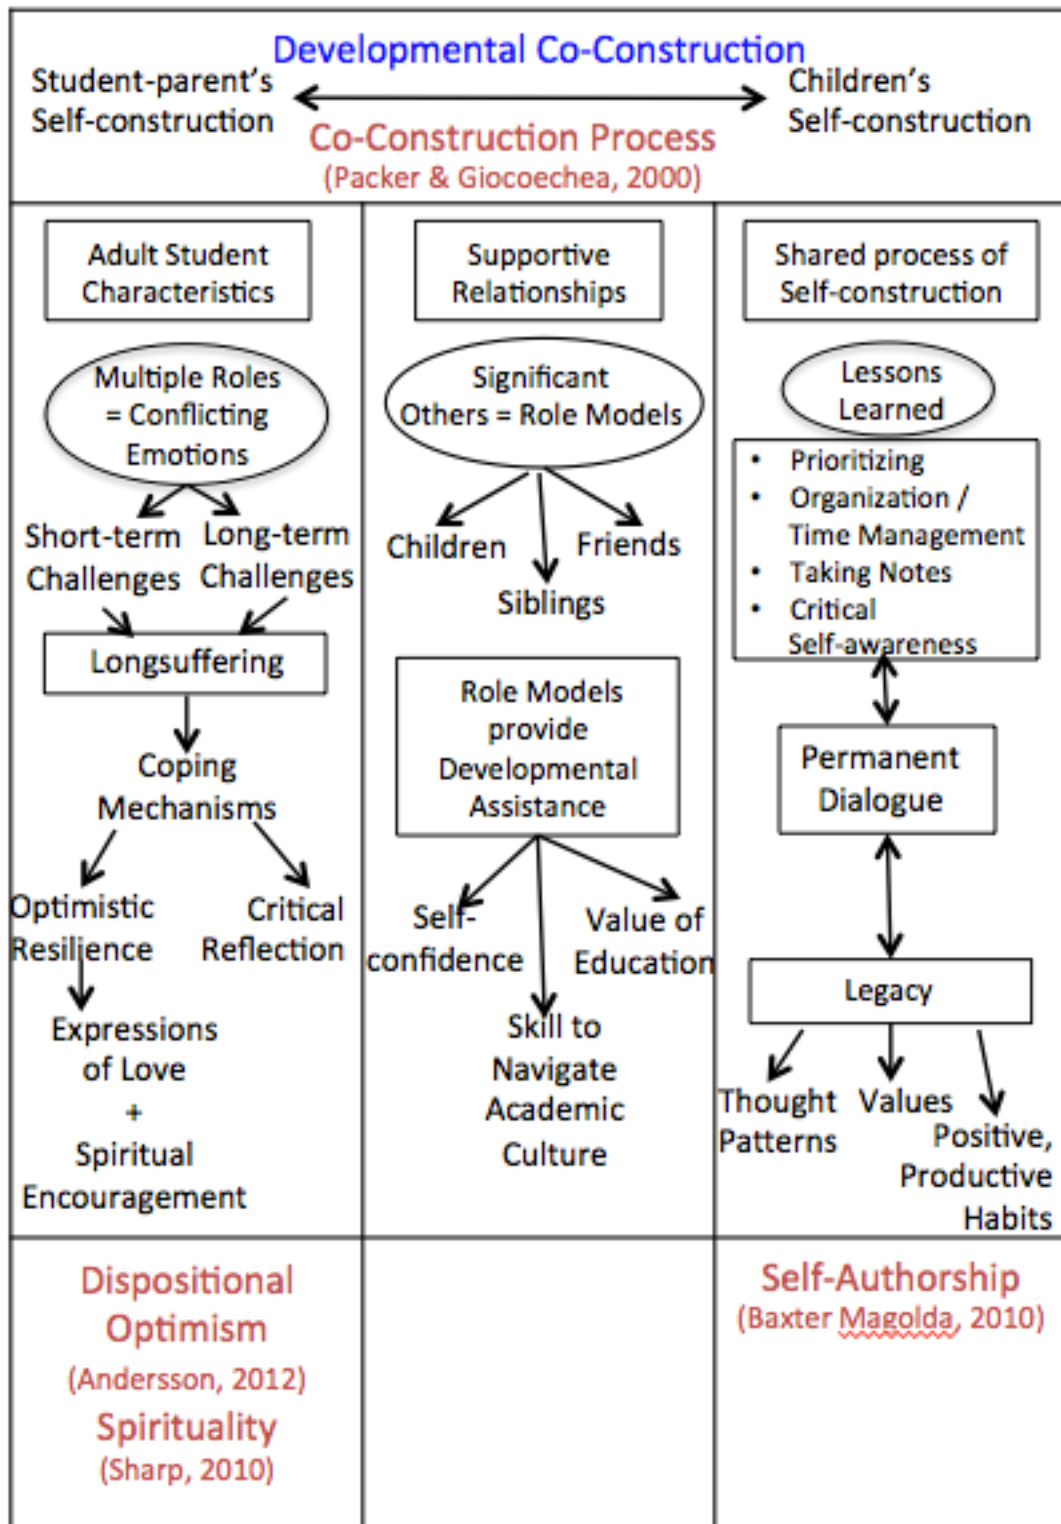 Developmental Co-Construction
Student-parent's
Self-construction
Children's
Self-construction
Co-Construction Process
(Packer & Giocoechea, 2000)
Adult Student
Characteristics
Multiple Roles
= Conflicting
Emotions
Short-term
Challenges
Long-term
Challenges
Longsuffering
Coping
Mechanisms
Optimistic
Resilience
Critical
Reflection
Expressions
of Love
+
Spiritual
Encouragement
Supportive
Relationships
Significant
Others = Role Models
Children
Siblings
Friends
Role Models
provide
Developmental
Assistance
Self-
confidence
Skill to
Navigate
Academic
Culture
Value of
Education
Shared process of
Self-construction
Lessons
Learned
• Prioritizing
• Organization /
Time Management
• Taking Notes
• Critical
Self-awareness
Permanent
Dialogue
Legacy
Thought
Patterns
Values
Positive,
Productive
Habits
Dispositional
Optimism
(Andersson, 2012)
Spirituality
(Sharp, 2010)
Self-Authorship
(Baxter Magolda, 2010)